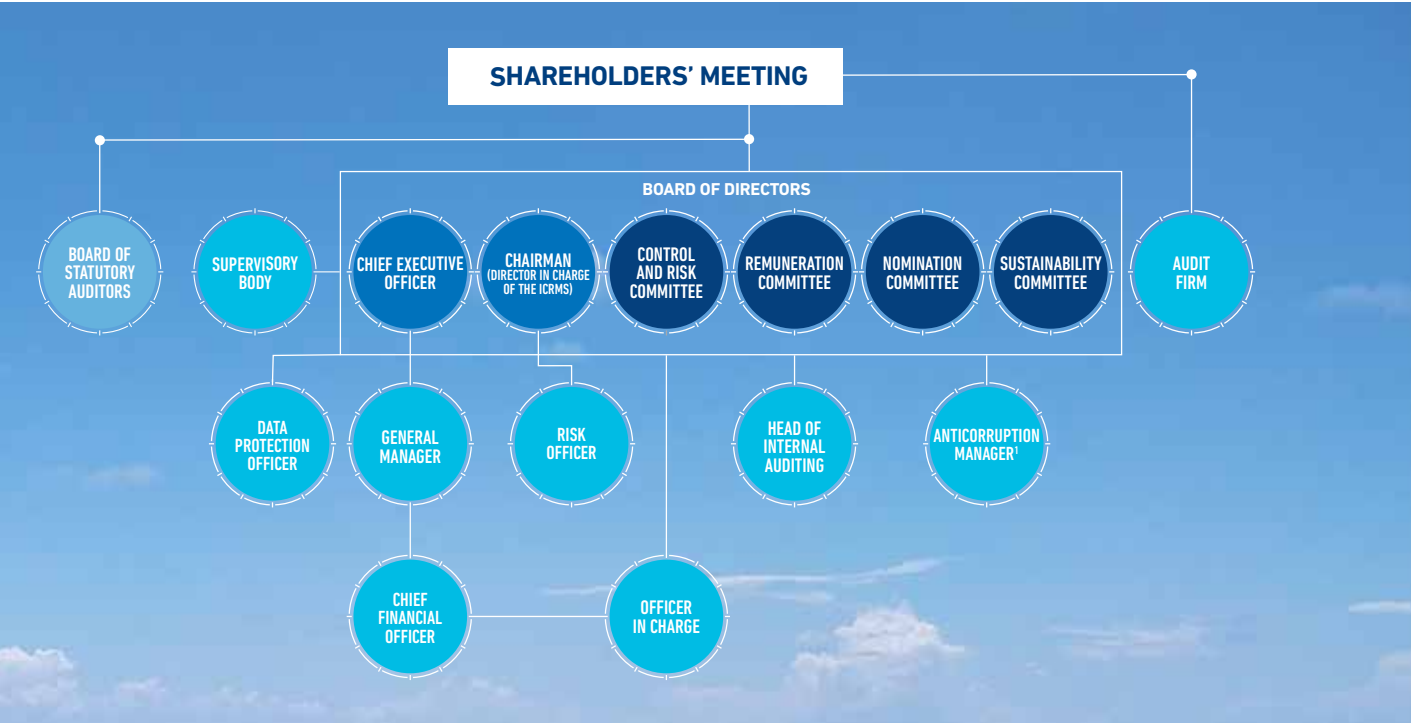 SHAREHOLDERS' MEETING
BOARD OF DIRECTORS
BOARD OF
STATUTORY
AUDITORS
SUPERVISORY
BODY
CHIEF EXECUTIVE
OFFICER
CHAIRMAN
(DIRECTOR IN CHARGE
OF THE ICRMS)
CONTROL
AND RISK
COMMITTEE
REMUNERATION
COMMITTEE
NOMINATION
COMMITTEE
SUSTAINABILITY
COMMITTEE
AUDIT
FIRM
DATA
PROTECTION
OFFICER
GENERAL
MANAGER
RISK
OFFICER
HEAD OF
INTERNAL
AUDITING
ANTICORRUPTION
MANAGER¹
CHIEF
FINANCIAL
OFFICER
OFFICER
IN CHARGE